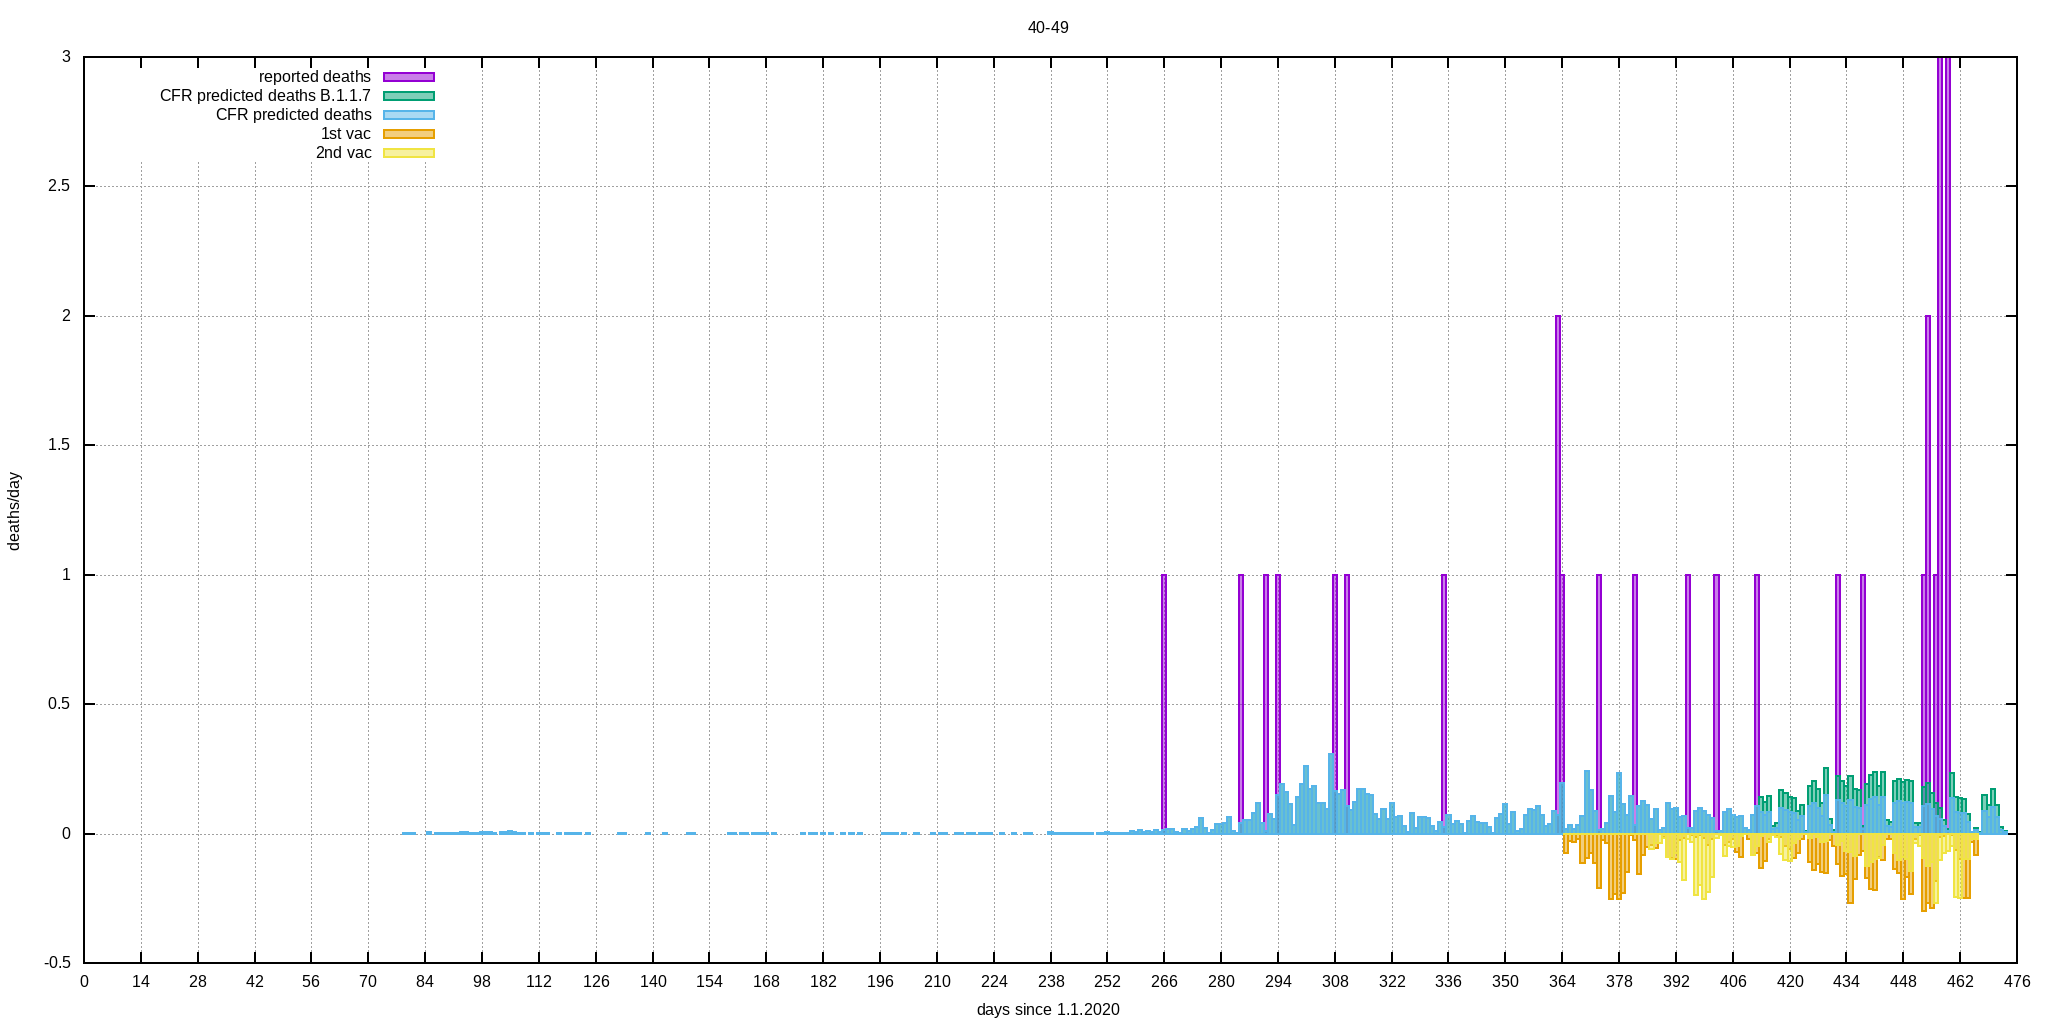 40-49
reported deaths
CFR predicted deaths B.1.1.7
CFR predicted deaths
1st vac
2nd vac
3
2.5
2
1.5
1
0.5
0
-0.5
deaths/day
0 14 28 42 56 70 84 98 112 126 140 154 168 182 196 210 224 238 252 266 280 294 308 322 336 350 364 378 392 406 420 434 448 462 476
days since 1.1.2020